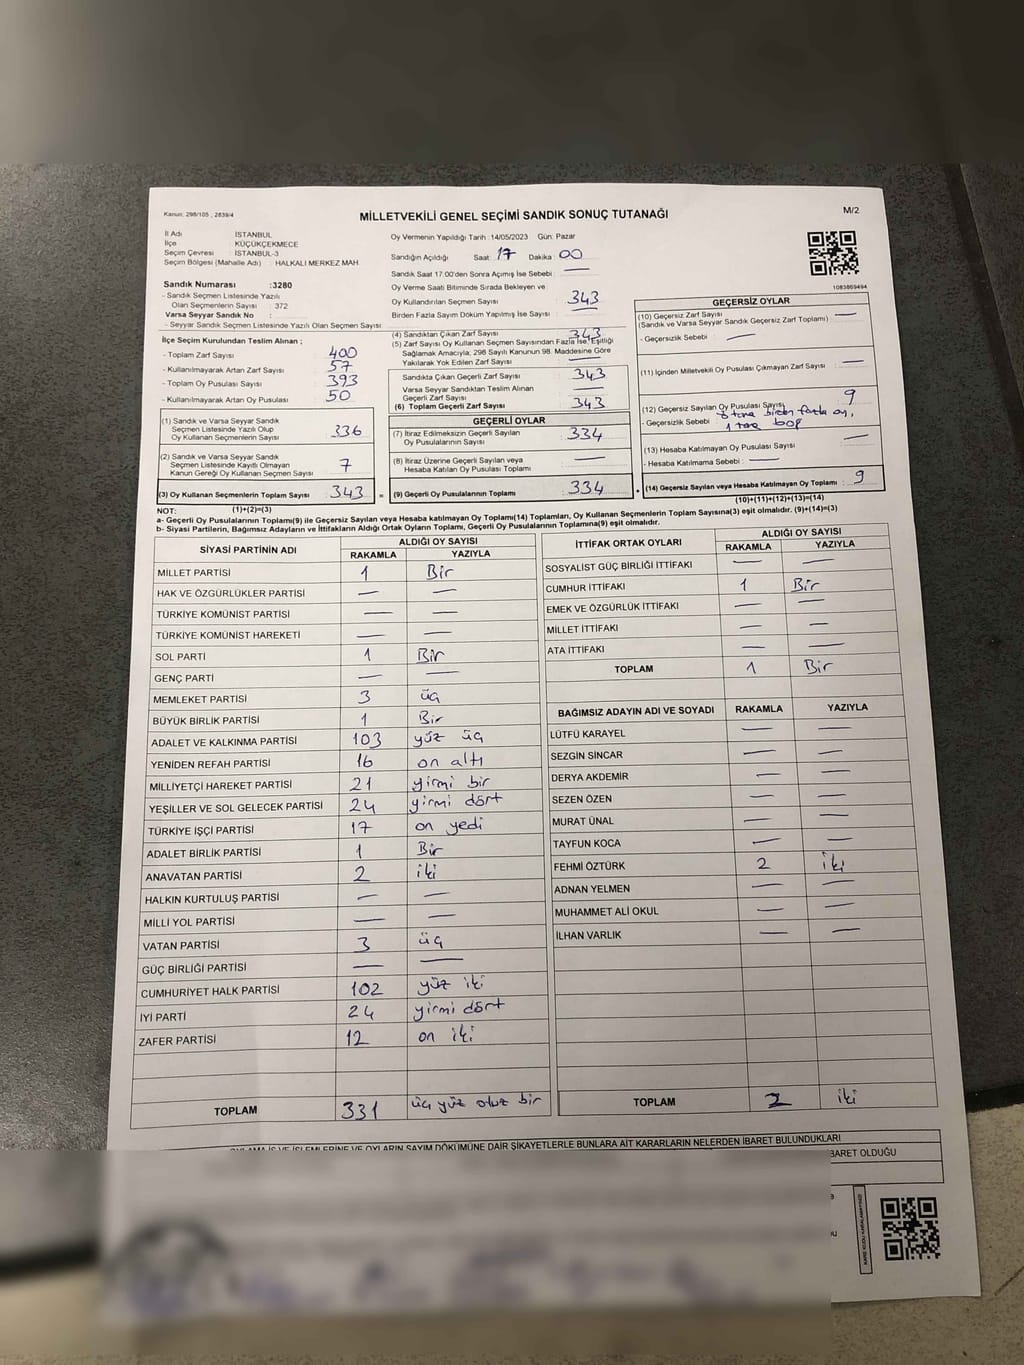 Kanun: 298/105 , 2839/4
MİLLETVEKİLİ GENEL SEÇİMİ SANDIK SONUÇ TUTANAĞI
M/2
İl Adı : İSTANBUL
İlçe : KÜÇÜKÇEKMECE
Seçim Çevresi : İSTANBUL-3
Seçim Bölgesi (Mahalle Adı) : HALKALI MERKEZ MAH.
Sandık Numarası :3280
- Sandık Seçmen Listesinde Yazılı
Olan Seçmenlerin Sayısı : 372
Varsa Seyyar Sandık No :
- Seyyar Sandık Seçmen Listesinde Yazılı Olan Seçmen Sayısı :
İlçe Seçim Kurulundan Teslim Alınan ;
- Toplam Zarf Sayısı : 400
- Kullanılmayarak Artan Zarf Sayısı : 57
- Toplam Oy Pusulası Sayısı : 393
- Kullanılmayarak Artan Oy Pusulası : 50
(1) Sandık ve Varsa Seyyar Sandık
Seçmen Listesinde Yazılı Olup
Oy Kullanan Seçmenlerin Sayısı : 336
(2) Sandık ve Varsa Seyyar Sandık
Seçmen Listesinde Kayıtlı Olmayan
Kanun Gereği Oy Kullanan Seçmen Sayısı : 7
(3) Oy Kullanan Seçmenlerin Toplam Sayısı : 343 =
(1)+(2)=(3)
Oy Vermenin Yapıldığı Tarih :14/05/2023 Gün: Pazar
Sandığın Açıldığı Saat: 17 Dakika: 00
Sandık Saat 17:00'den Sonra Açımış İse Sebebi : —
Oy Verme Saati Bitiminde Sırada Bekleyen ve
Oy Kullandırılan Seçmen Sayısı : 343
Birden Fazla Sayım Döküm Yapılmış İse Sayısı : —
(4) Sandıktan Çıkan Zarf Sayısı : 343
(5) Zarf Sayısı Oy Kullanan Seçmen Sayısından Fazla İse, Eşitliği
Sağlamak Amacıyla, 298 Sayılı Kanunun 98. Maddesine Göre
Yakılarak Yok Edilen Zarf Sayısı : —
Sandıkta Çıkan Geçerli Zarf Sayısı : 343
Varsa Seyyar Sandıktan Teslim Alınan
Geçerli Zarf Sayısı : —
(6) Toplam Geçerli Zarf Sayısı : 343
GEÇERLİ OYLAR
(7) İtiraz Edilmeksizin Geçerli Sayılan
Oy Pusulalarının Sayısı : 334
(8) İtiraz Üzerine Geçerli Sayılan veya
Hesaba Katılan Oy Pusulası Toplamı : —
(9) Geçerli Oy Pusulalarının Toplamı : 334 +
1083869494
GEÇERSİZ OYLAR
(10) Geçersiz Zarf Sayısı : —
(Sandık ve Varsa Seyyar Sandık Geçersiz Zarf Toplamı)
- Geçersizlik Sebebi : —
(11) İçinden Milletvekili Oy Pusulası Çıkmayan Zarf Sayısı : —
(12) Geçersiz Sayılan Oy Pusulası Sayısı : 9
- Geçersizlik Sebebi : 8 tane birden fazla oy,
1 tane boş
(13) Hesaba Katılmayan Oy Pusulası Sayısı : —
- Hesaba Katılmama Sebebi : —
(14) Geçersiz Sayılan veya Hesaba Katılmayan Oy Toplamı : 9
(10)+(11)+(12)+(13)=(14)
NOT:
a- Geçerli Oy Pusulalarının Toplamı(9) ile Geçersiz Sayılan veya Hesaba katılmayan Oy Toplamı(14) Toplamları, Oy Kullanan Seçmenlerin Toplam Sayısına(3) eşit olmalıdır. (9)+(14)=(3)
b- Siyasi Partilerin, Bağımsız Adayların ve İttifakların Aldığı Ortak Oyların Toplamı, Geçerli Oy Pusulalarının Toplamına(9) eşit olmalıdır.
SİYASİ PARTİNİN ADI ALDIĞI OY SAYISI
RAKAMLA YAZIYLA
MİLLET PARTİSİ 1 Bir
HAK VE ÖZGÜRLÜKLER PARTİSİ — —
TÜRKİYE KOMÜNİST PARTİSİ — —
TÜRKİYE KOMÜNİST HAREKETİ — —
SOL PARTİ 1 Bir
GENÇ PARTİ — —
MEMLEKET PARTİSİ 3 üç
BÜYÜK BİRLİK PARTİSİ 1 Bir
ADALET VE KALKINMA PARTİSİ 103 yüz üç
YENİDEN REFAH PARTİSİ 16 on altı
MİLLİYETÇİ HAREKET PARTİSİ 21 yirmi bir
YEŞİLLER VE SOL GELECEK PARTİSİ 24 yirmi dört
TÜRKİYE İŞÇİ PARTİSİ 17 on yedi
ADALET BİRLİK PARTİSİ 1 Bir
ANAVATAN PARTİSİ 2 iki
HALKIN KURTULUŞ PARTİSİ — —
MİLLİ YOL PARTİSİ — —
VATAN PARTİSİ 3 üç
GÜÇ BİRLİĞİ PARTİSİ — —
CUMHURİYET HALK PARTİSİ 102 yüz iki
İYİ PARTİ 24 yirmi dört
ZAFER PARTİSİ 12 on iki
TOPLAM 331 üç yüz otuz bir
İTTİFAK ORTAK OYLARI ALDIĞI OY SAYISI
RAKAMLA YAZIYLA
SOSYALİST GÜÇ BİRLİĞİ İTTİFAKI — —
CUMHUR İTTİFAKI 1 Bir
EMEK VE ÖZGÜRLÜK İTTİFAKI — —
MİLLET İTTİFAKI — —
ATA İTTİFAKI — —
TOPLAM 1 Bir
BAĞIMSIZ ADAYIN ADI VE SOYADI RAKAMLA YAZIYLA
LÜTFÜ KARAYEL — —
SEZGİN SİNCAR — —
DERYA AKDEMİR — —
SEZEN ÖZEN — —
MURAT ÜNAL — —
TAYFUN KOCA — —
FEHMİ ÖZTÜRK 2 iki
ADNAN YELMEN — —
MUHAMMET ALİ OKUL — —
İLHAN VARLIK — —
TOPLAM 2 iki
İŞ VE İŞLEMLERİNE VE OYLARIN SAYIM DÖKÜMÜNE DAİR ŞİKAYETLERLE BUNLARA AİT KARARLARIN NELERDEN İBARET BULUNDUKLARI
BARET OLDUĞU